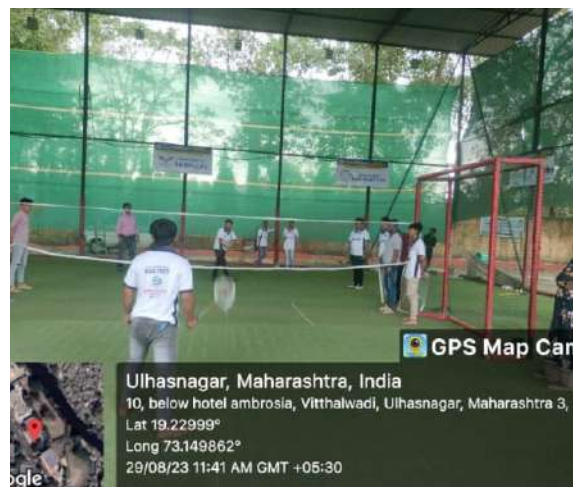 GPS Map Cam
Ulhasnagar, Maharashtra, India
10, below hotel ambrosia, Vitthalwadi, Ulhasnagar, Maharashtra 3,
Lat 19.22999°
Long 73.149862°
29/08/23 11:41 AM GMT +05:30
ogle